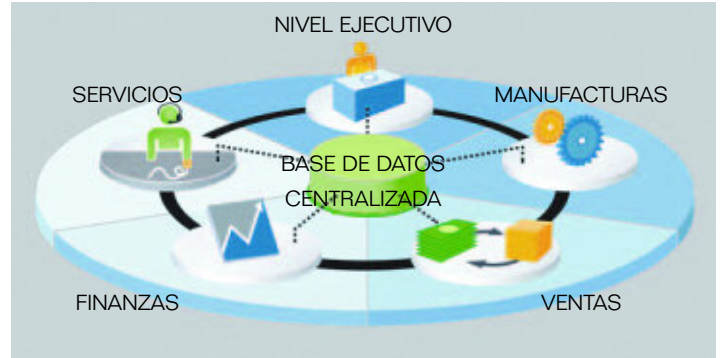 NIVEL EJECUTIVO
SERVICIOS
MANUFACTURAS
BASE DE DATOS
CENTRALIZADA
FINANZAS
VENTAS